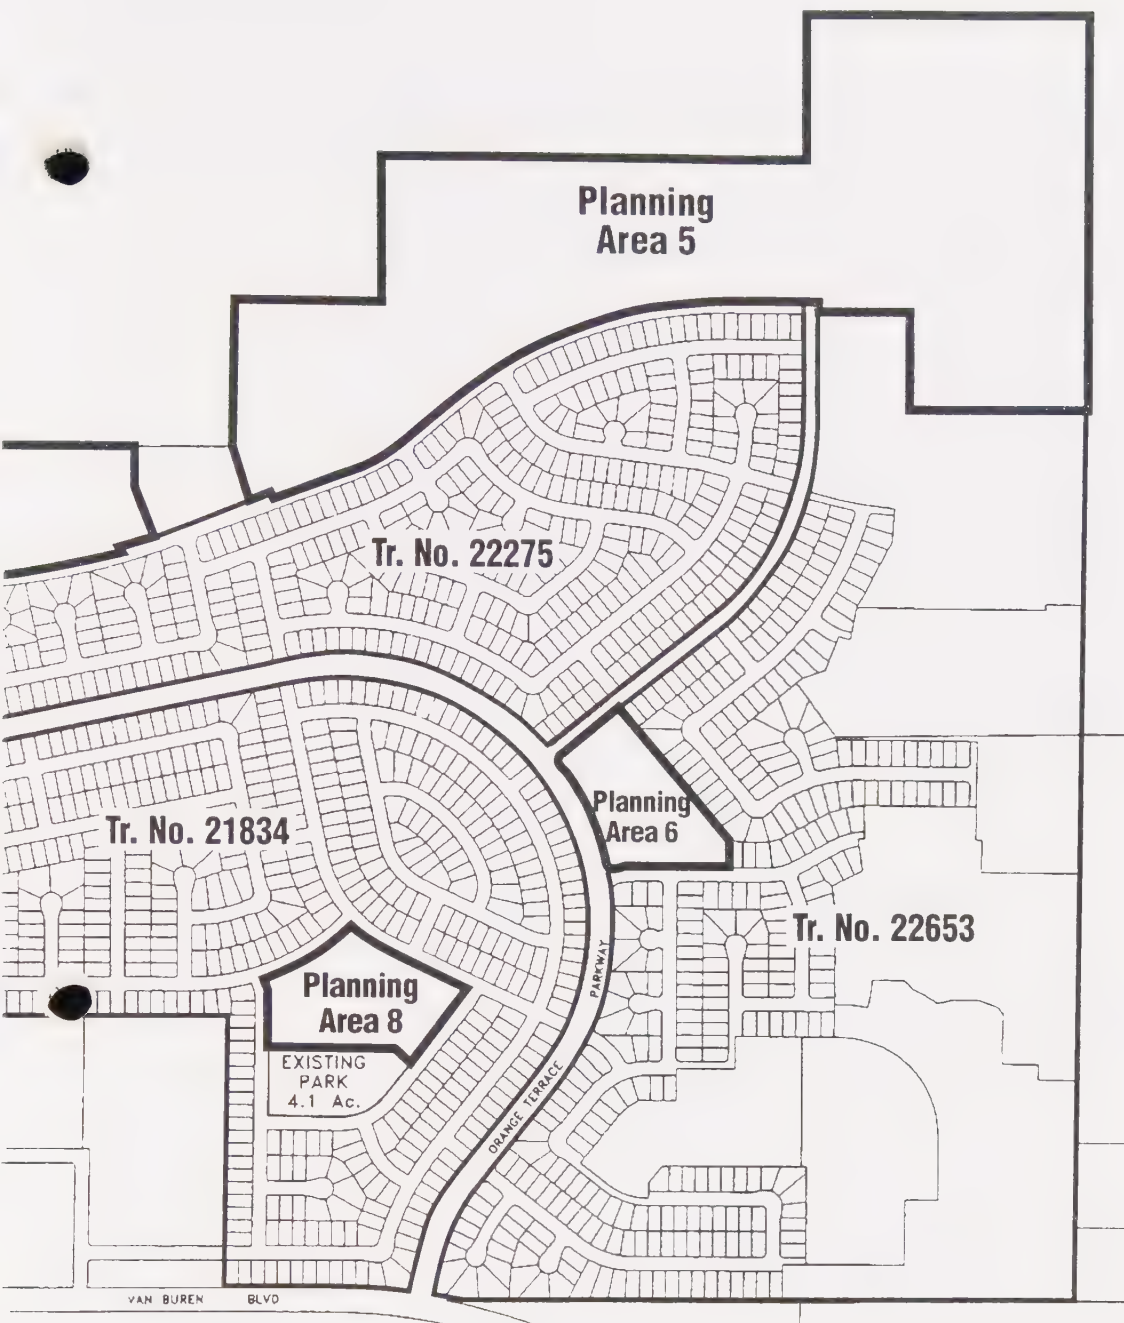 Planning
Area 5
Tr. No. 22275
Planning
Area 6
Tr. No. 21834
Tr. No. 22653
PARKWAY
Planning
Area 8
EXISTING
PARK
4.1 Ac.
ORANGE TERRACE
VAN BUREN BLVD